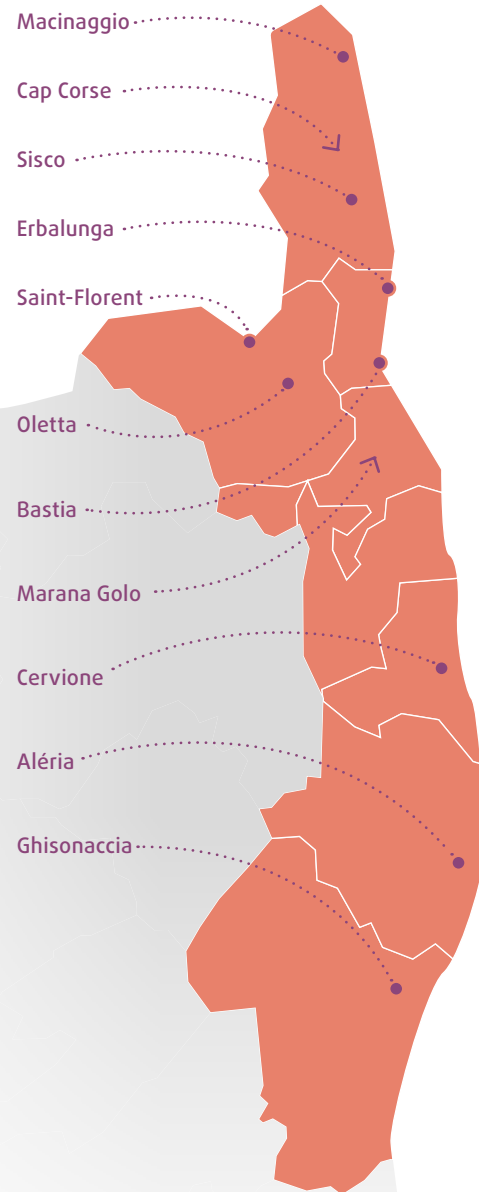 Macinaggio
Cap Corse
Sisco
Erbalunga
Saint-Florent
Oletta
Bastia
Marana Golo
Cervione
Aléria
Ghisonaccia